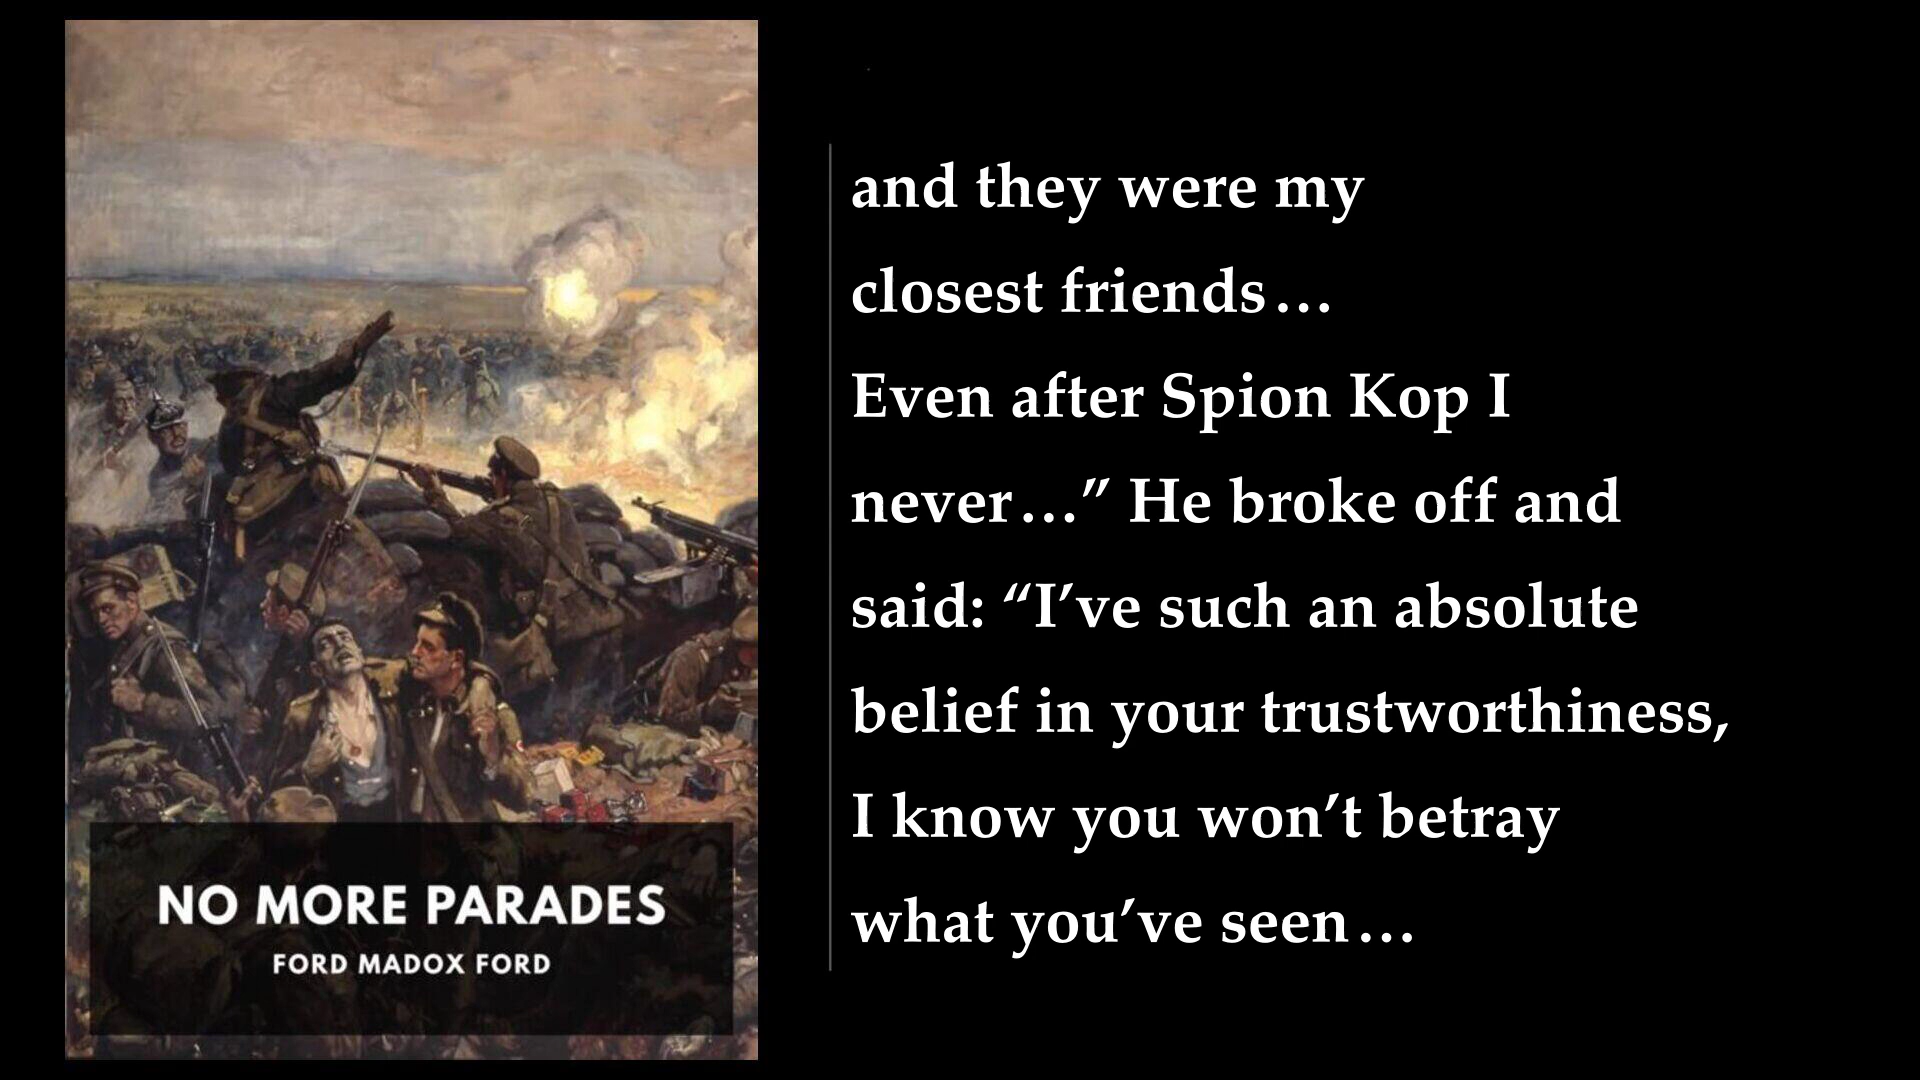 NO MORE PARADES
FORD MADOX FORD
and they were my
closest friends…
Even after Spion Kop I
never…” He broke off and
said: “I’ve such an absolute
belief in your trustworthiness,
I know you won’t betray
what you’ve seen…